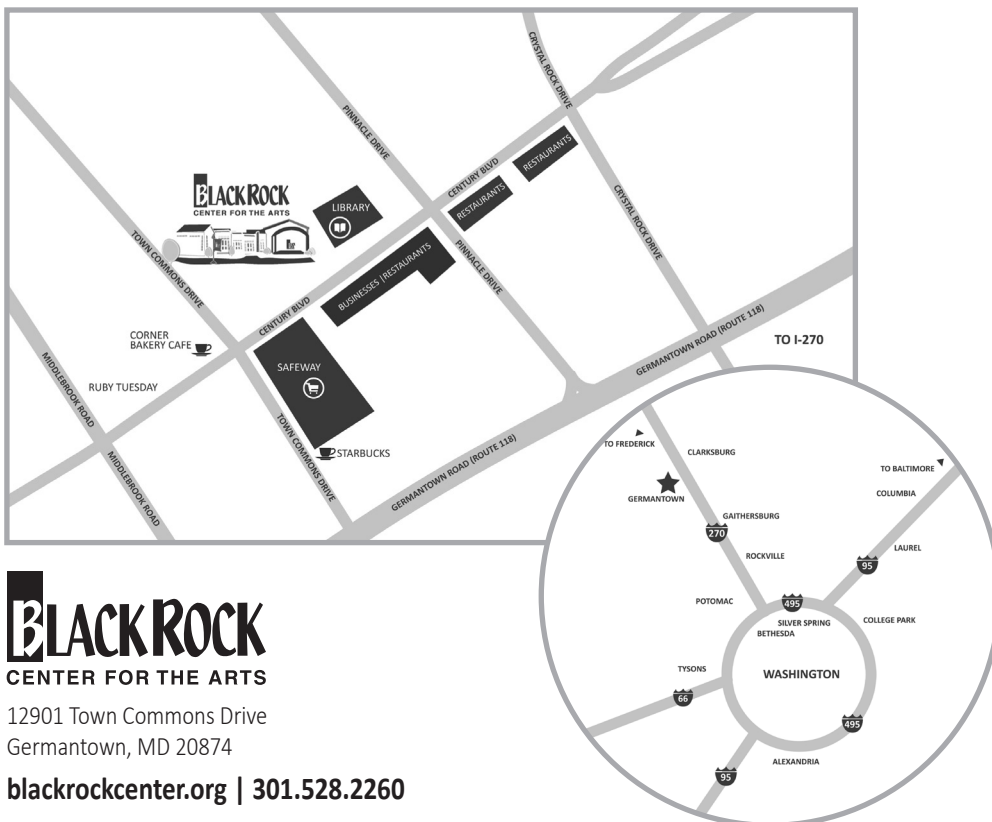 CRYSTAL ROCK DRIVE
PINNACLE DRIVE
CENTURY BLVD
RESTAURANTS
RESTAURANTS
BLACKROCK
CENTER FOR THE ARTS
LIBRARY
CRYSTAL ROCK DRIVE
TOWN COMMONS DRIVE
PINNACLE DRIVE
BUSINESSES | RESTAURANTS
CENTURY BLVD
GERMANTOWN ROAD (ROUTE 118)
TO I-270
CORNER
BAKERY CAFE
RUBY TUESDAY
MIDDLEBROOK ROAD
SAFEWAY
TOWN COMMONS DRIVE
STARBUCKS
GERMANTOWN ROAD (ROUTE 118)
MIDDLEBROOK ROAD
TO FREDERICK
CLARKSBURG
TO BALTIMORE
GERMANTOWN
COLUMBIA
GAITHERSBURG
270
ROCKVILLE
LAUREL
95
POTOMAC
495
SILVER SPRING
COLLEGE PARK
BETHESDA
TYSONS
WASHINGTON
66
495
ALEXANDRIA
95
BLACKROCK
CENTER FOR THE ARTS
12901 Town Commons Drive
Germantown, MD 20874
blackrockcenter.org | 301.528.2260